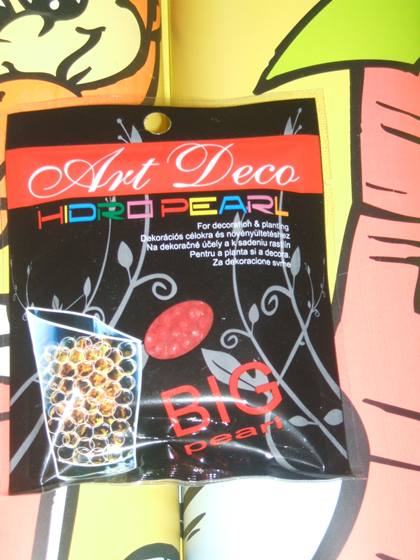 Art Deco
HIDRO PEARL
For decoration & planting
Dekorációs célokra és növényültetéshez
Na dekoračné účely a k sadeniu rastlín
Pentru a planta si a decora.
Za dekoracione svrhe
BIG
pearl